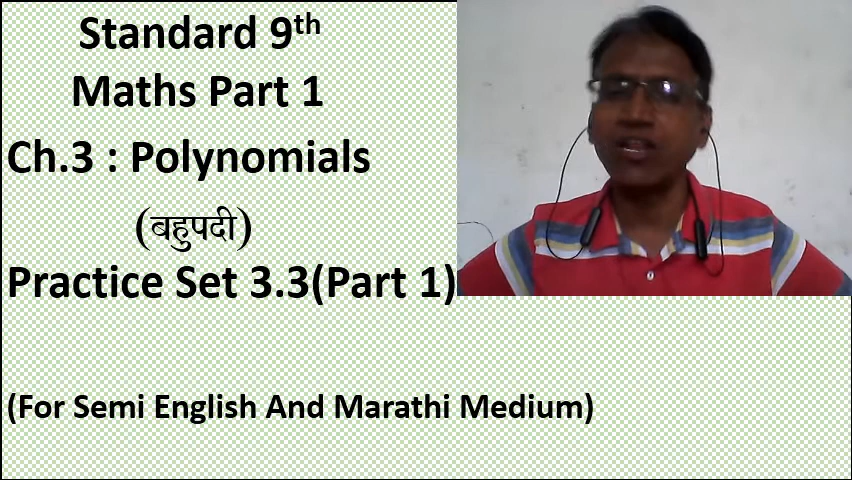 Standard 9th
Maths Part 1
Ch.3 : Polynomials
(बहुपदी)
Practice Set 3.3(Part 1)
(For Semi English And Marathi Medium)